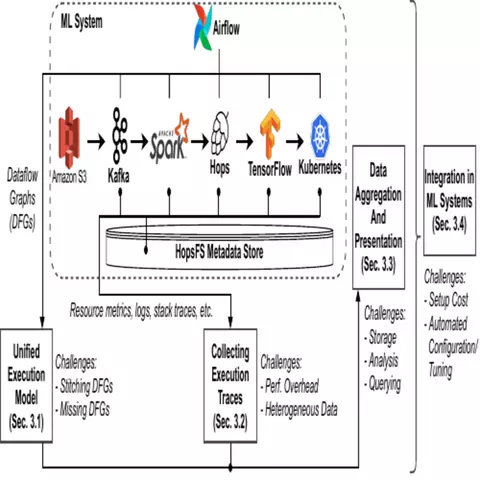 ML System
Airflow
Amazon S3
Kafka
APACHE
Spark
Hops
TensorFlow
Kubernetes
HopsFS Metadata Store
Dataflow
Graphs
(DFGs)
Resource metrics, logs, stack traces, etc.
Unified
Execution
Model
(Sec. 3.1)
Challenges:
- Stitching DFGs
- Missing DFGs
Collecting
Execution
Traces
(Sec. 3.2)
Challenges:
- Perf. Overhead
- Heterogeneous Data
Data
Aggregation
And
Presentation
(Sec. 3.3)
Challenges:
- Storage
- Analysis
- Querying
Integration in
ML Systems
(Sec. 3.4)
Challenges:
- Setup Cost
- Automated
Configuration/
Tuning